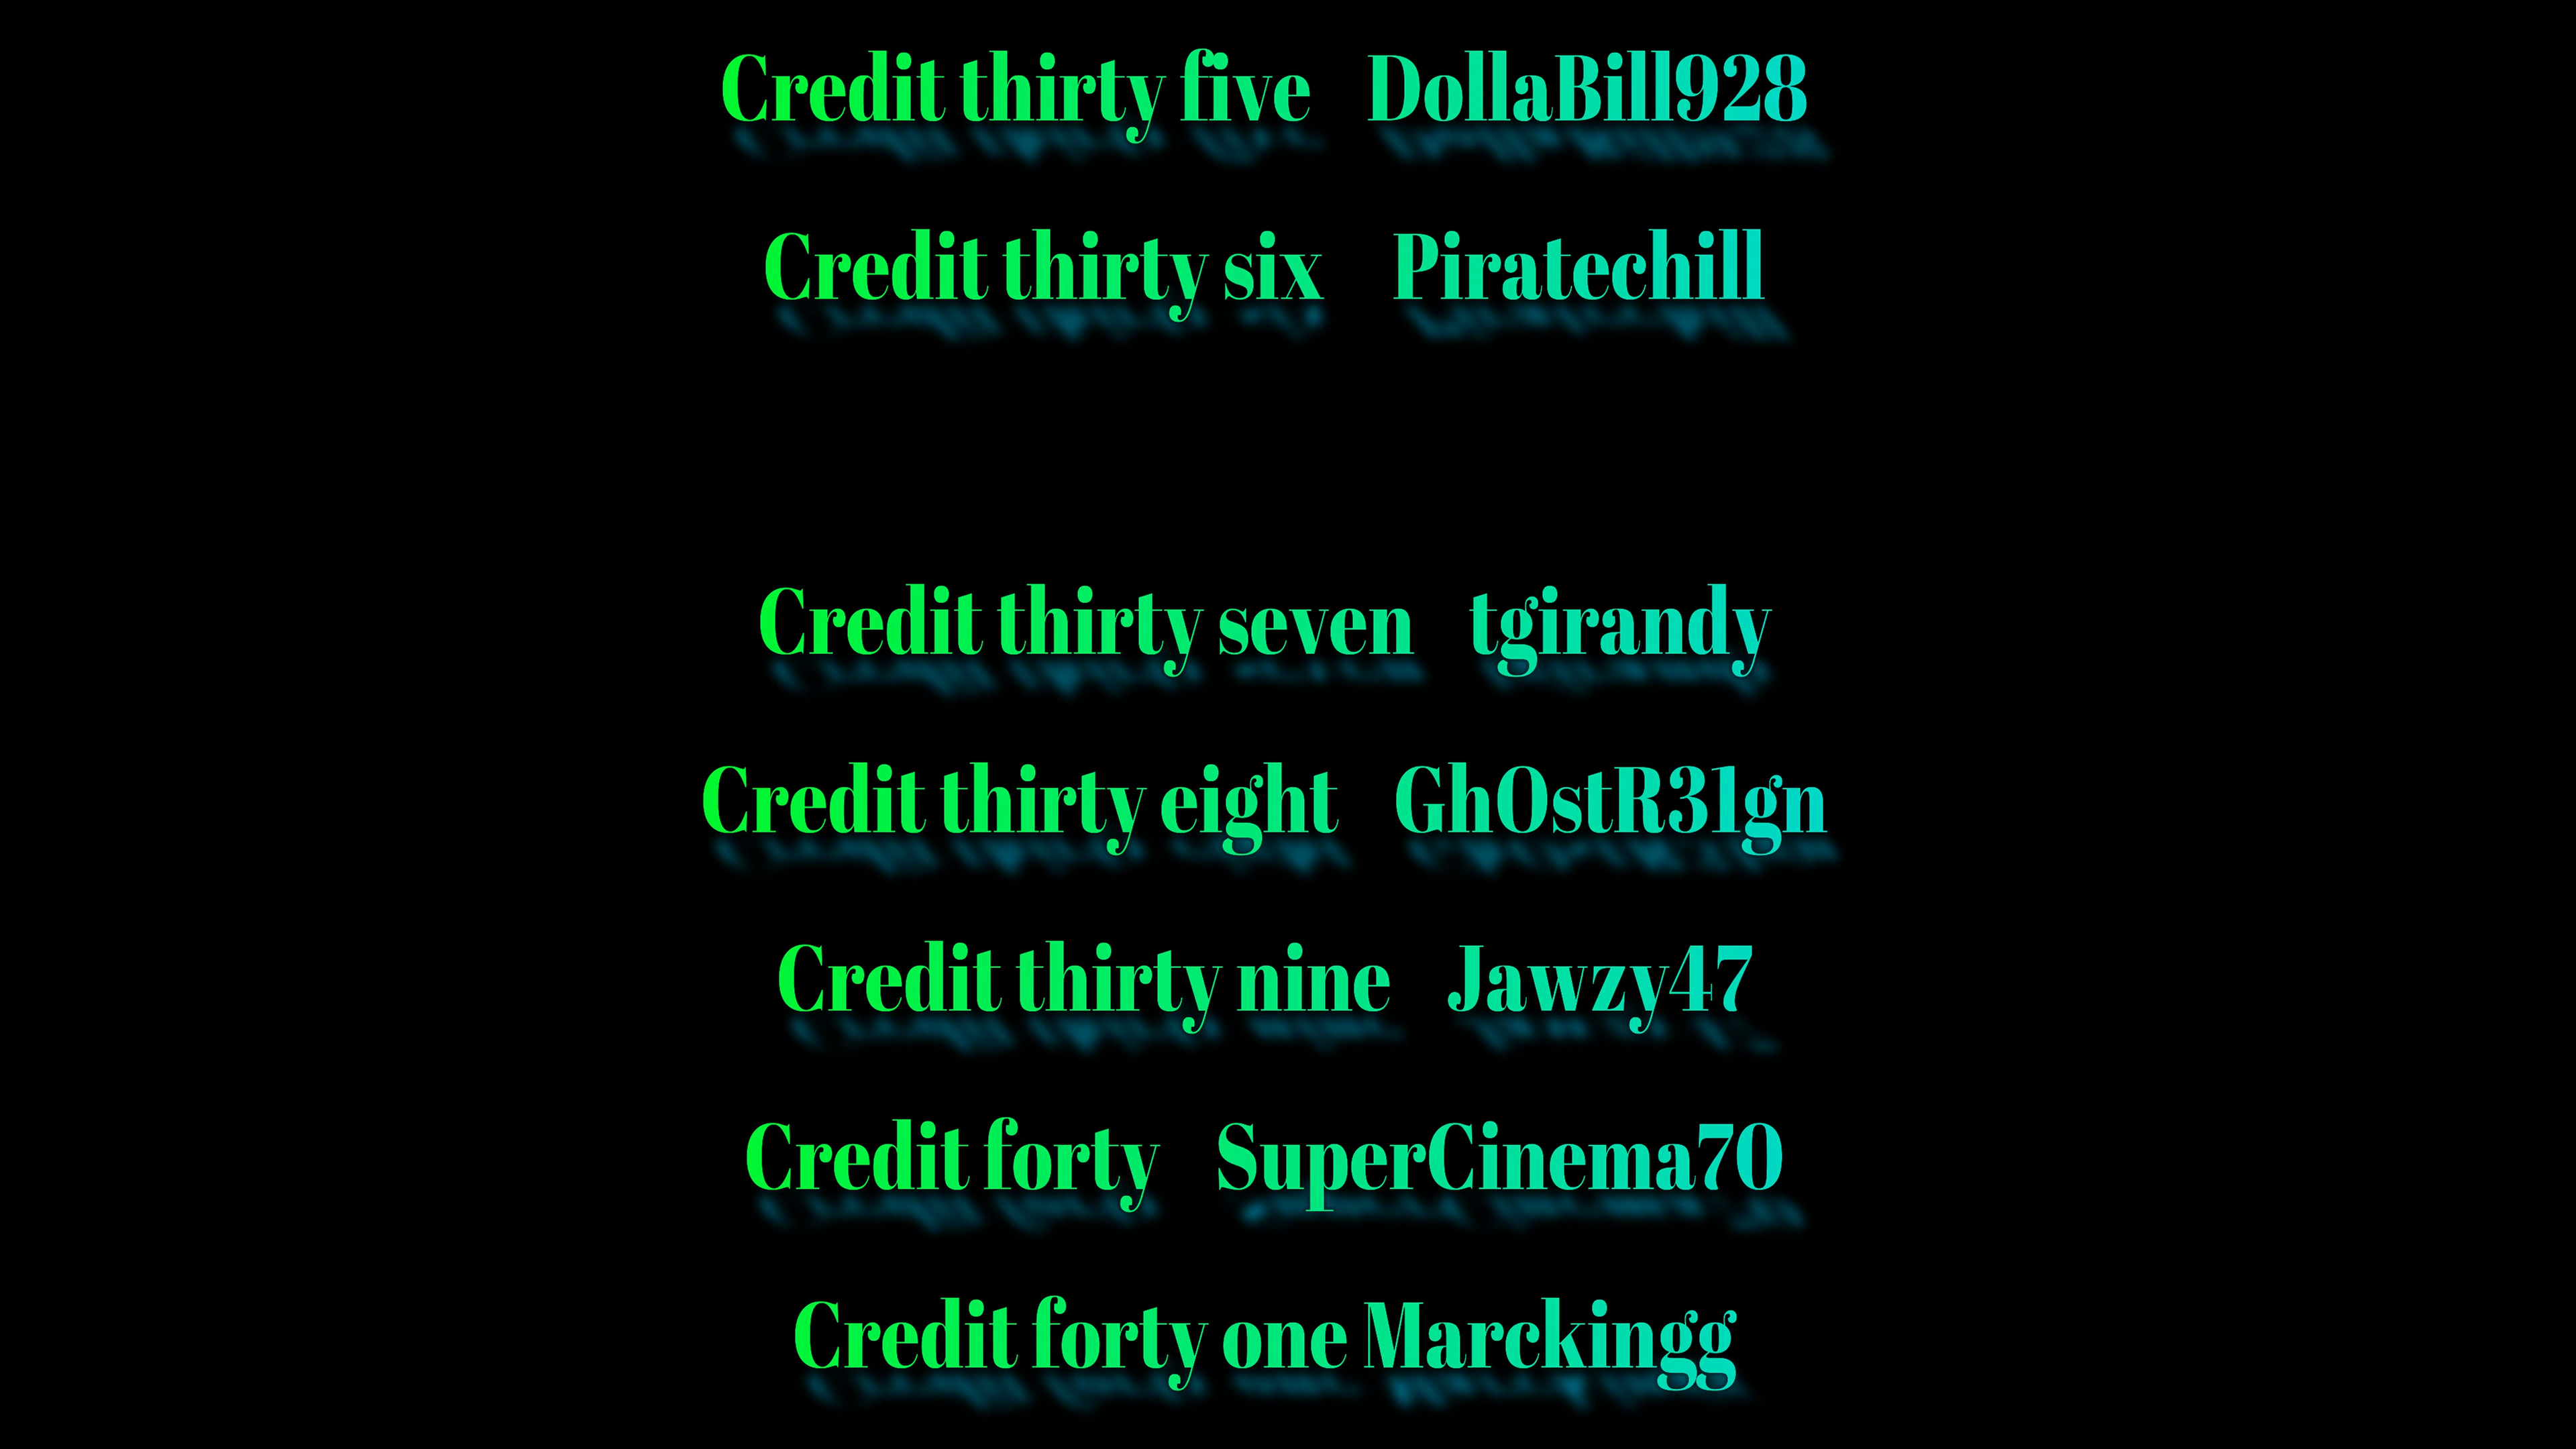 Credit thirty five DollaBill928
Credit thirty six Piratechill
Credit thirty seven tgirandy
Credit thirty eight GhOstR31gn
Credit thirty nine Jawzy47
Credit forty SuperCinema70
Credit forty one Marckingg